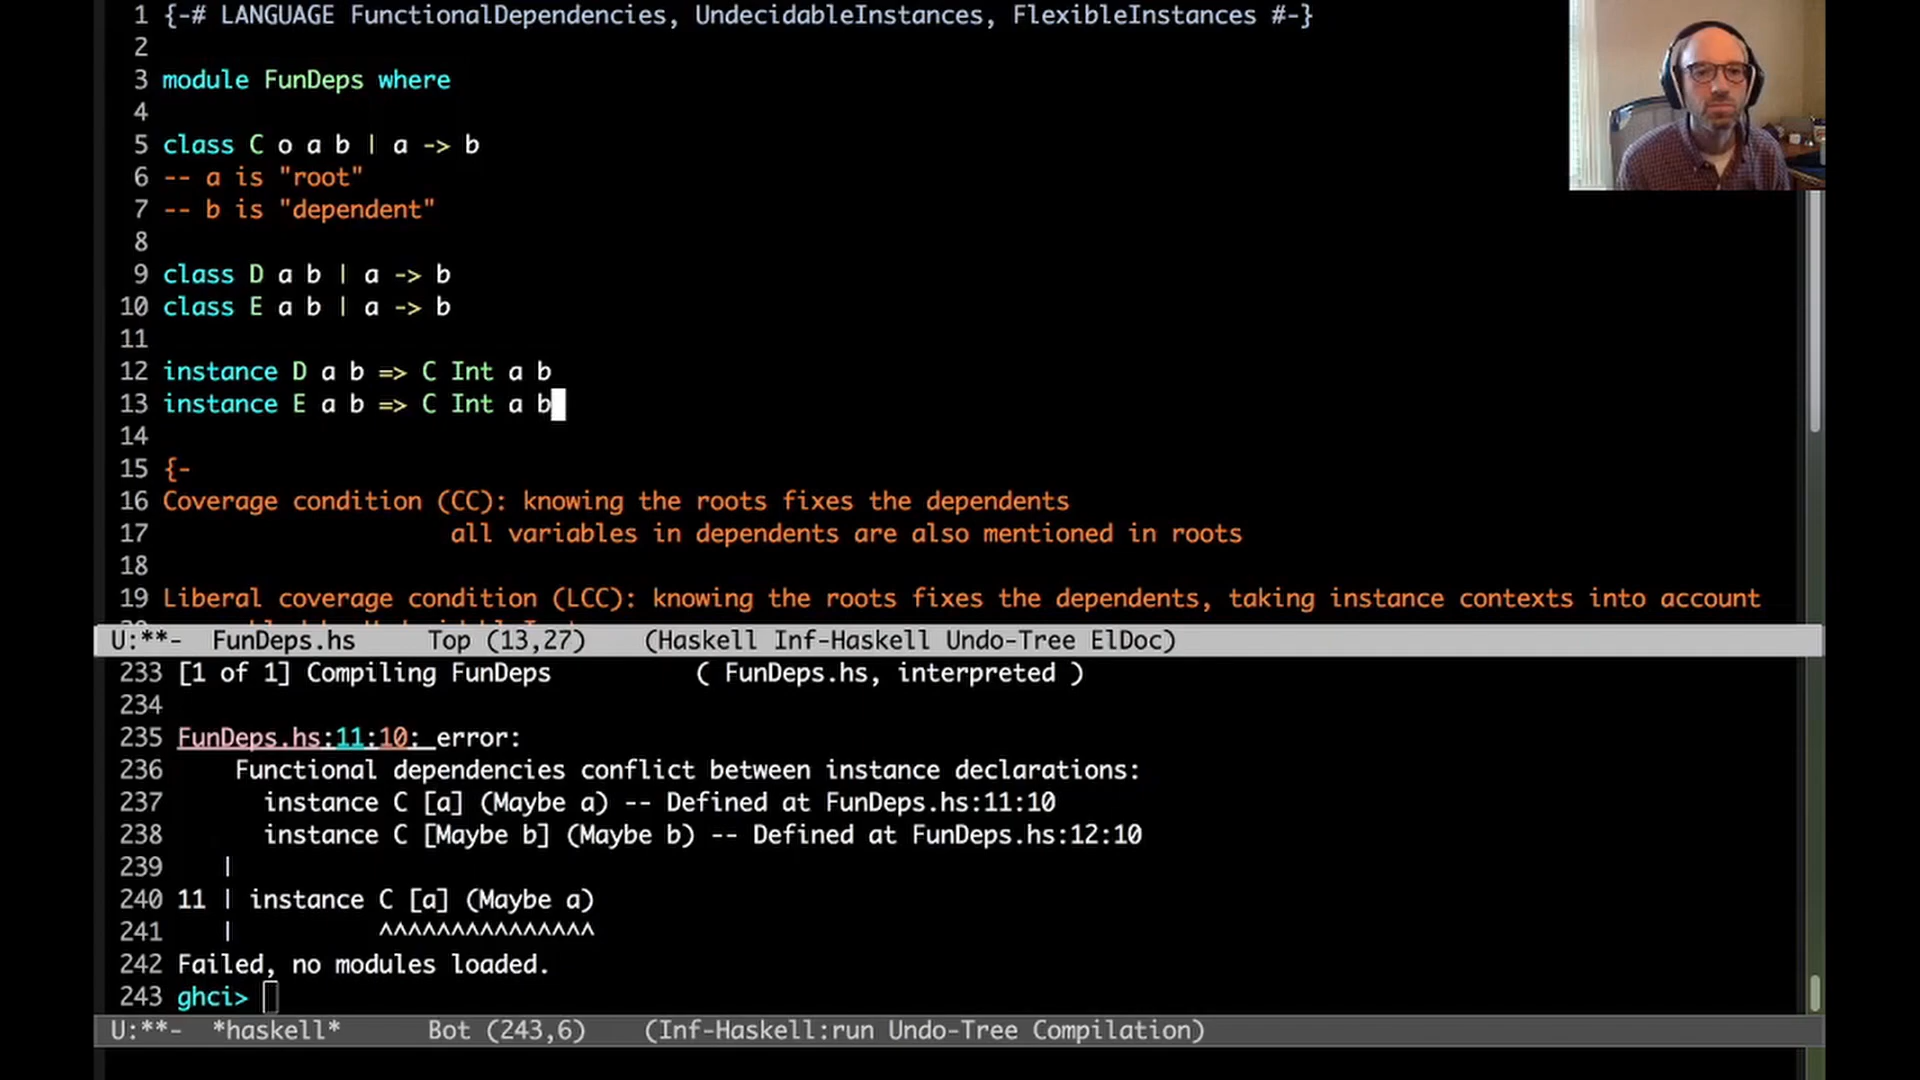 1 {-# LANGUAGE FunctionalDependencies, UndecidableInstances, FlexibleInstances #-}
2
3 module FunDeps where
4
5 class C o a b | a -> b
6 -- a is "root"
7 -- b is "dependent"
8
9 class D a b | a -> b
10 class E a b | a -> b
11
12 instance D a b => C Int a b
13 instance E a b => C Int a b
14
15 {-
16 Coverage condition (CC): knowing the roots fixes the dependents
17 all variables in dependents are also mentioned in roots
18
19 Liberal coverage condition (LCC): knowing the roots fixes the dependents, taking instance contexts into account
U:**- FunDeps.hs Top (13,27) (Haskell Inf-Haskell Undo-Tree ElDoc)
233 [1 of 1] Compiling FunDeps ( FunDeps.hs, interpreted )
234
235 FunDeps.hs:11:10: error:
236 Functional dependencies conflict between instance declarations:
237 instance C [a] (Maybe a) -- Defined at FunDeps.hs:11:10
238 instance C [Maybe b] (Maybe b) -- Defined at FunDeps.hs:12:10
239 |
240 11 | instance C [a] (Maybe a)
241 | ^^^^^^^^^^^^^^^
242 Failed, no modules loaded.
243 ghci>
U:**- *haskell* Bot (243,6) (Inf-Haskell:run Undo-Tree Compilation)